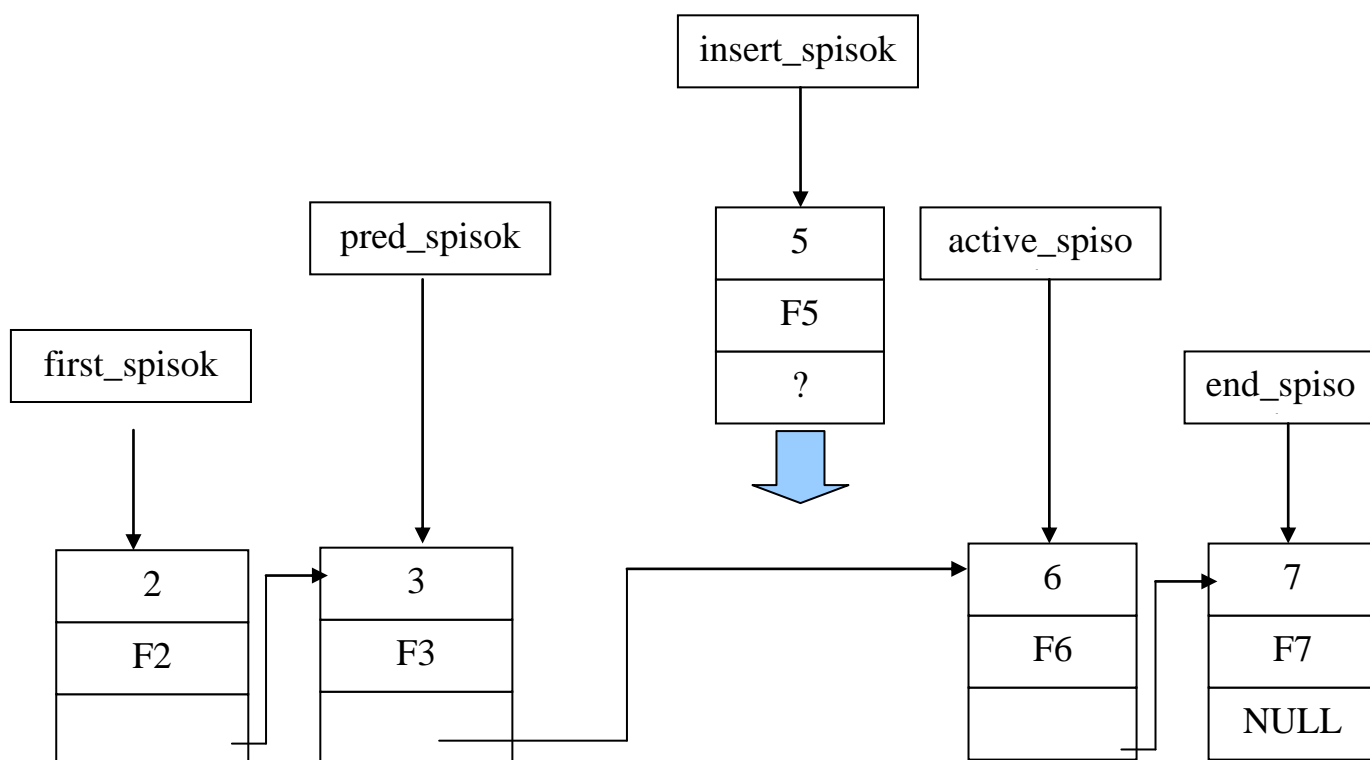 insert_spisok
pred_spisok
5
active_spiso
F5
first_spisok
?
end_spiso
2
3
6
7
F2
F3
F6
F7
NULL